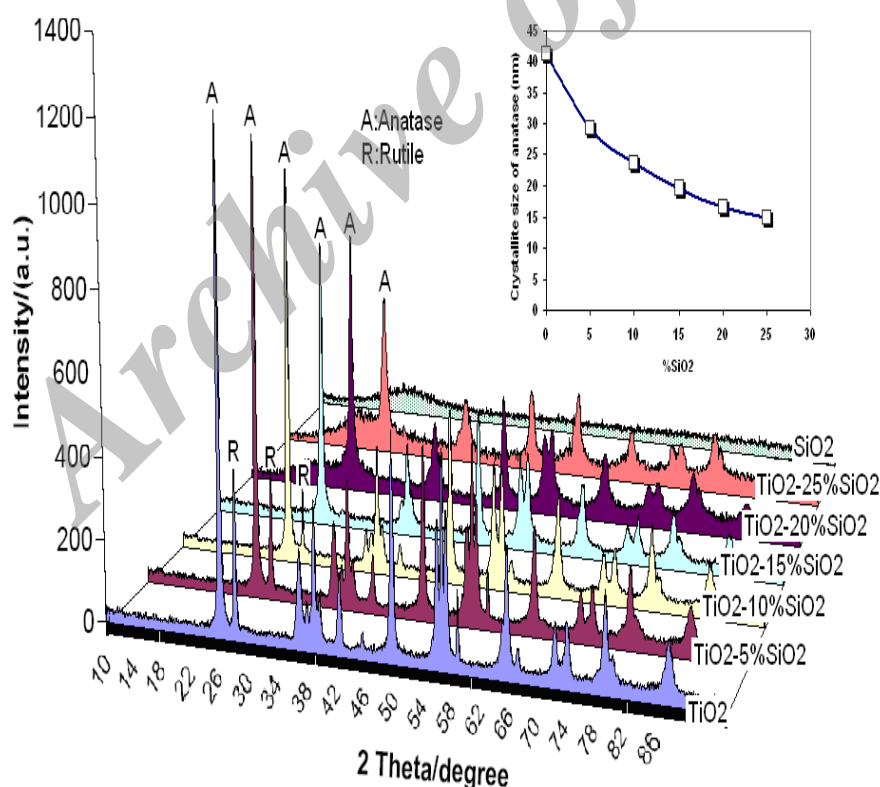 Archive of
1400
1200
1000
800
600
400
200
0
Intensity/(a.u.)
A
A
A
A
A
A
R
R
R
A:Anatase
R:Rutile
10 14 18 22 26 30 34 38 42 46 50 54 58 62 66 70 74 78 82 86
2 Theta/degree
SiO2
TiO2-25%SiO2
TiO2-20%SiO2
TiO2-15%SiO2
TiO2-10%SiO2
TiO2-5%SiO2
TiO2
Crystallite size of anatase (nm)
45
40
35
30
25
20
15
10
5
0
0 5 10 15 20 25 30
%SiO2